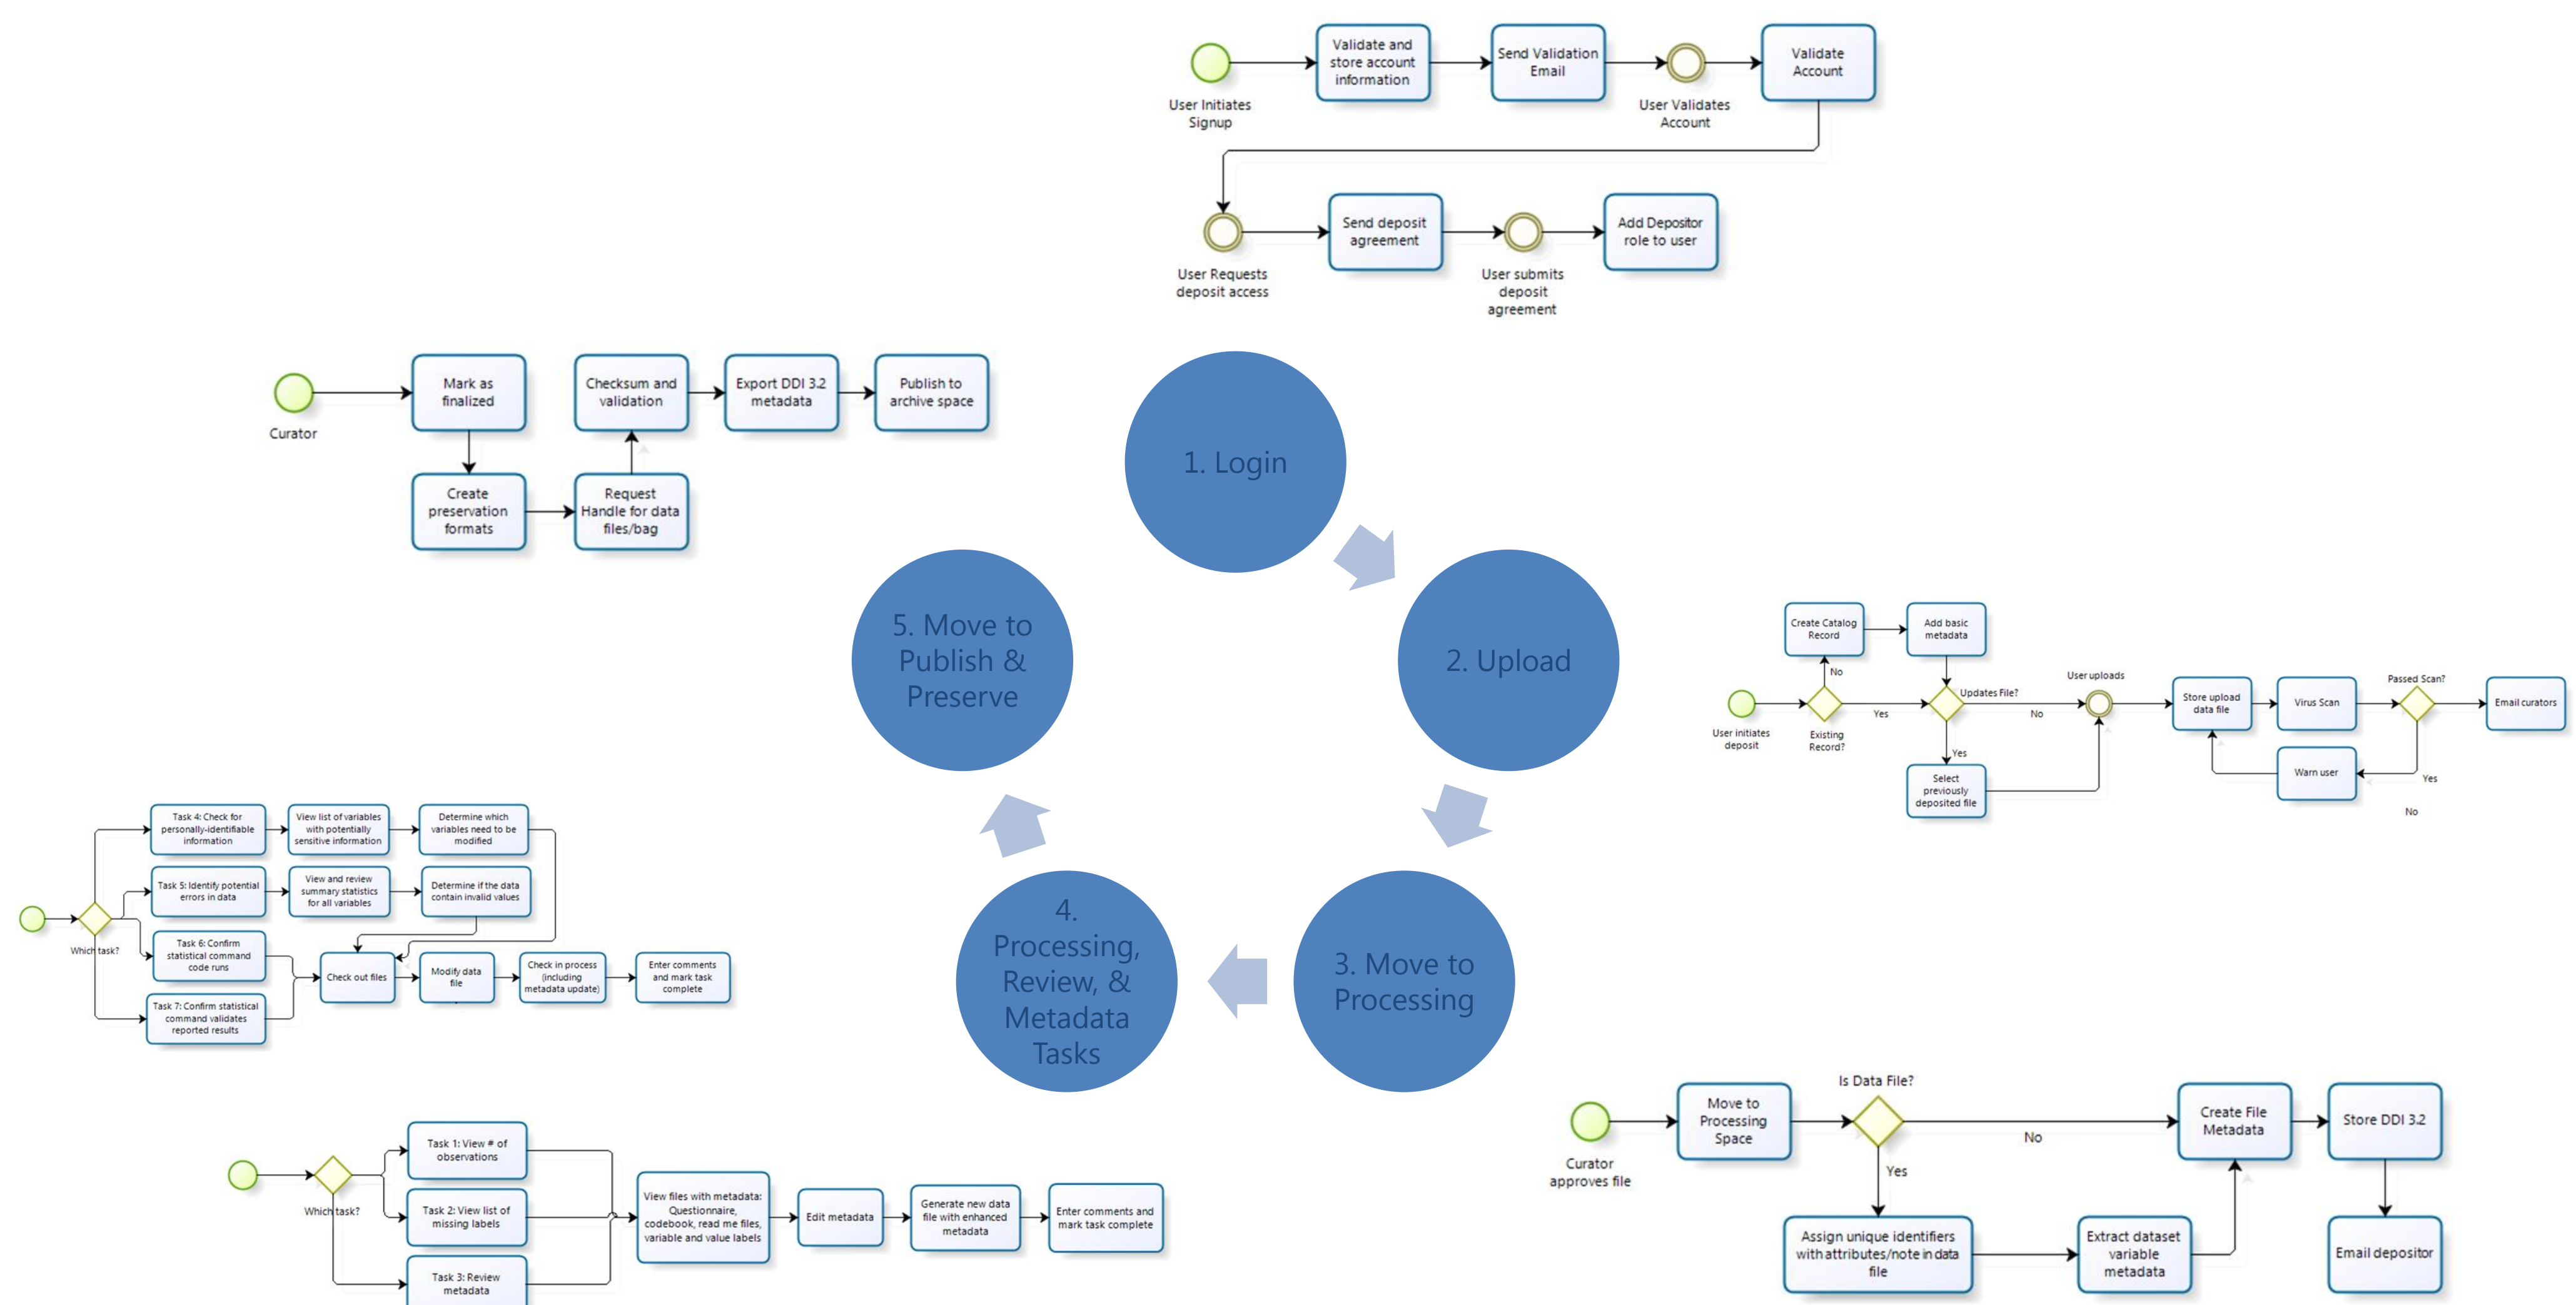 Validate and
store account
information
Send Validation
Email
Validate
Account
User Initiates
Signup
User Validates
Account
Send deposit
agreement
Add Depositor
role to user
User Requests
deposit access
User submits
deposit
agreement
Mark as
finalized
Checksum and
validation
Export DDI 3.2
metadata
Publish to
archive space
Curator
Create
preservation
formats
Request
Handle for data
files/bag
1. Login
2. Upload
3. Move to
Processing
4.
Processing,
Review, &
Metadata
Tasks
5. Move to
Publish &
Preserve
Create Catalog
Record
Add basic
metadata
No
User initiates
deposit
Existing
Record?
Yes
Updates File?
No
Yes
Select
previously
deposited file
User uploads
Store upload
data file
Virus Scan
Passed Scan?
Email curators
Warn user
Yes
No
Task 4: Check for
personally-identifiable
information
View list of variables
with potentially
sensitive information
Determine which
variables need to be
modified
Task 5: Identify potential
errors in data
View and review
summary statistics
for all variables
Determine if the data
contain invalid values
Which task?
Task 6: Confirm
statistical command
code runs
Task 7: Confirm statistical
command validates
reported results
Check out files
Modify data
file
Check in process
(including
metadata update)
Enter comments
and mark task
complete
Which task?
Task 1: View # of
observations
Task 2: View list of
missing labels
Task 3: Review
metadata
View files with metadata:
Questionnaire,
codebook, read me files,
variable and value labels
Edit metadata
Generate new data
file with enhanced
metadata
Enter comments and
mark task complete
Curator
approves file
Move to
Processing
Space
Is Data File?
No
Yes
Create File
Metadata
Store DDI 3.2
Assign unique identifiers
with attributes/note in data
file
Extract dataset
variable
metadata
Email depositor